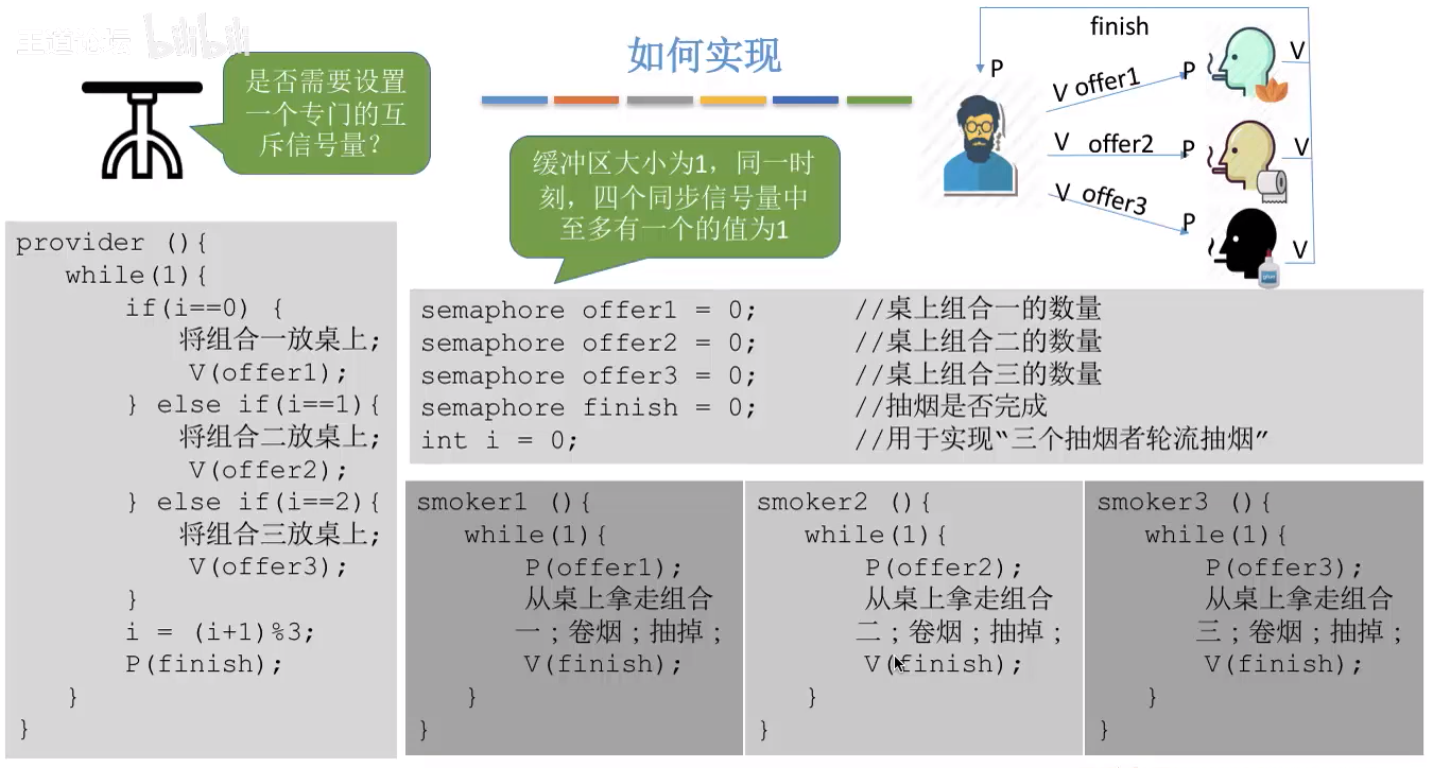 王道论坛 bilibili
如何实现
是否需要设置
一个专门的互
斥信号量？
缓冲区大小为1，同一时
刻，四个同步信号量中
至多有一个的值为1
finish
P
V offer1 P V
V offer2 P V
V offer3 P V
provider (){
while(1){
if(i==0) {
将组合一放桌上;
V(offer1);
} else if(i==1){
将组合二放桌上;
V(offer2);
} else if(i==2){
将组合三放桌上;
V(offer3);
}
i = (i+1)%3;
P(finish);
}
}
semaphore offer1 = 0; //桌上组合一的数量
semaphore offer2 = 0; //桌上组合二的数量
semaphore offer3 = 0; //桌上组合三的数量
semaphore finish = 0; //抽烟是否完成
int i = 0; //用于实现“三个抽烟者轮流抽烟”
smoker1 (){
while(1){
P(offer1);
从桌上拿走组合
一；卷烟；抽掉；
V(finish);
}
}
smoker2 (){
while(1){
P(offer2);
从桌上拿走组合
二；卷烟；抽掉；
V(finish);
}
}
smoker3 (){
while(1){
P(offer3);
从桌上拿走组合
三；卷烟；抽掉；
V(finish);
}
}